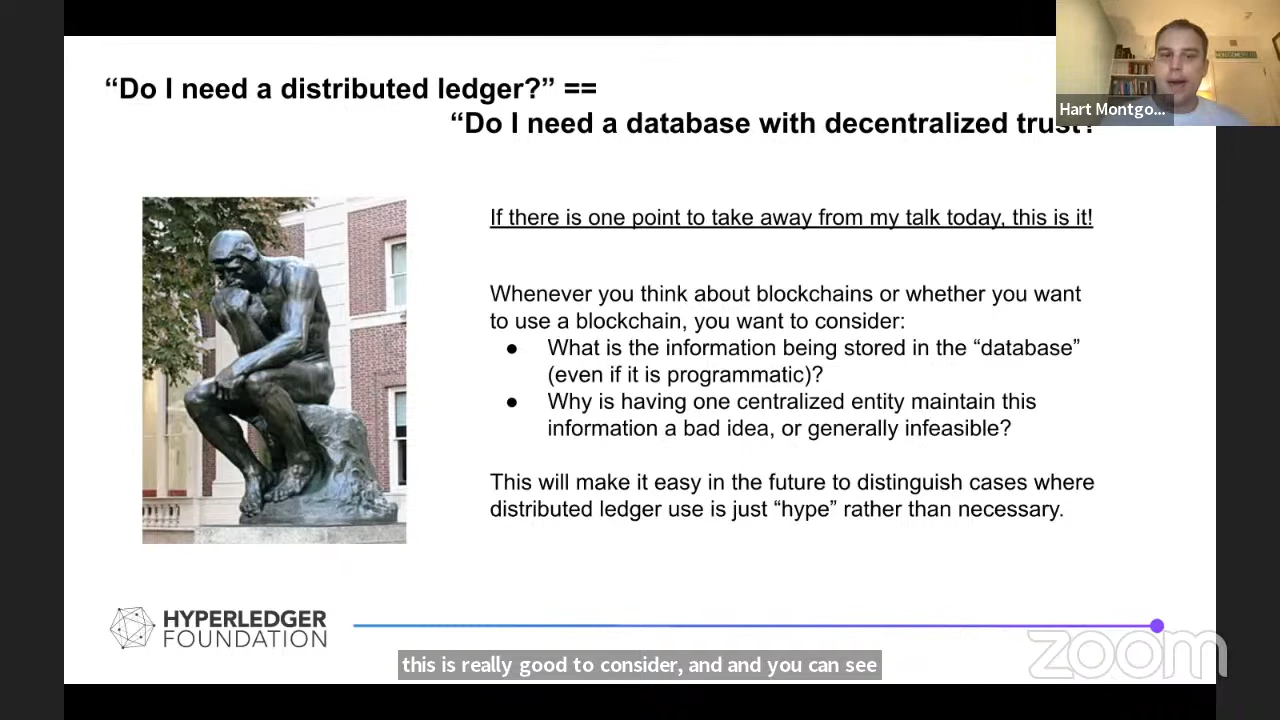 “Do I need a distributed ledger?” ==
“Do I need a database with decentralized trust?
Hart Montgo...
If there is one point to take away from my talk today, this is it!
Whenever you think about blockchains or whether you want
to use a blockchain, you want to consider:
● What is the information being stored in the “database”
(even if it is programmatic)?
● Why is having one centralized entity maintain this
information a bad idea, or generally infeasible?
This will make it easy in the future to distinguish cases where
distributed ledger use is just “hype” rather than necessary.
HYPERLEDGER
FOUNDATION
zoom
this is really good to consider, and and you can see